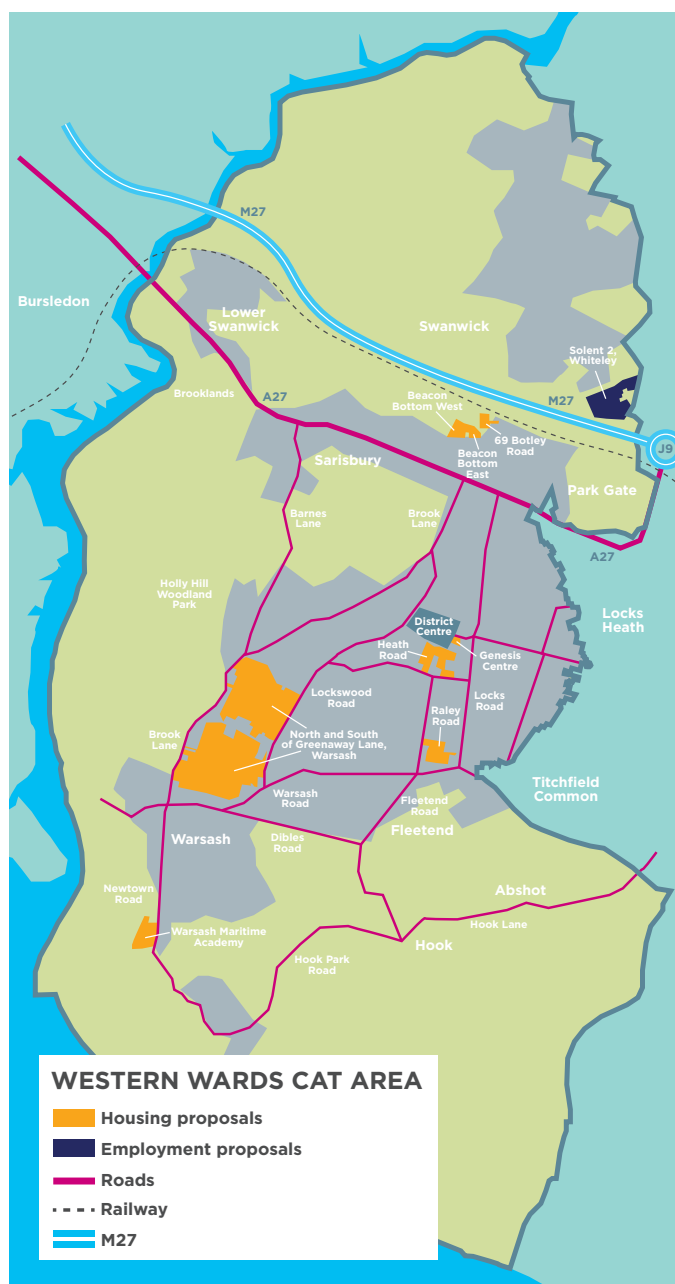 M27
Bursledon
Lower
Swanwick
Swanwick
Solent 2,
Whiteley
Brooklands
A27
Beacon
Bottom West
M27
69 Botley
Road
Beacon
Bottom
East
J9
Sarisbury
Park Gate
Barnes
Lane
Brook
Lane
A27
Holly Hill
Woodland
Park
Locks
Heath
District
Centre
Heath
Road
Genesis
Centre
Lockswood
Road
Locks
Road
Raley
Road
Brook
Lane
North and South
of Greenaway Lane,
Warsash
Titchfield
Common
Warsash
Road
Fleetend
Road
Warsash
Dibles
Road
Fleetend
Newtown
Road
Abshot
Hook Lane
Warsash Maritime
Academy
Hook
Hook Park
Road
WESTERN WARDS CAT AREA
Housing proposals
Employment proposals
Roads
Railway
M27